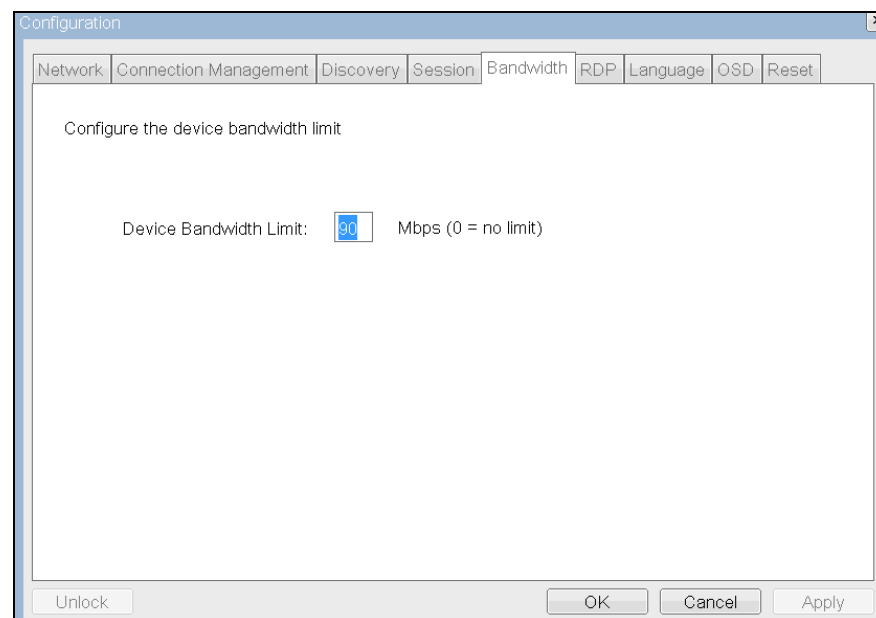 Configuration
Network Connection Management Discovery Session Bandwidth RDP Language OSD Reset
Configure the device bandwidth limit
Device Bandwidth Limit: 90 Mbps (0 = no limit)
Unlock OK Cancel Apply